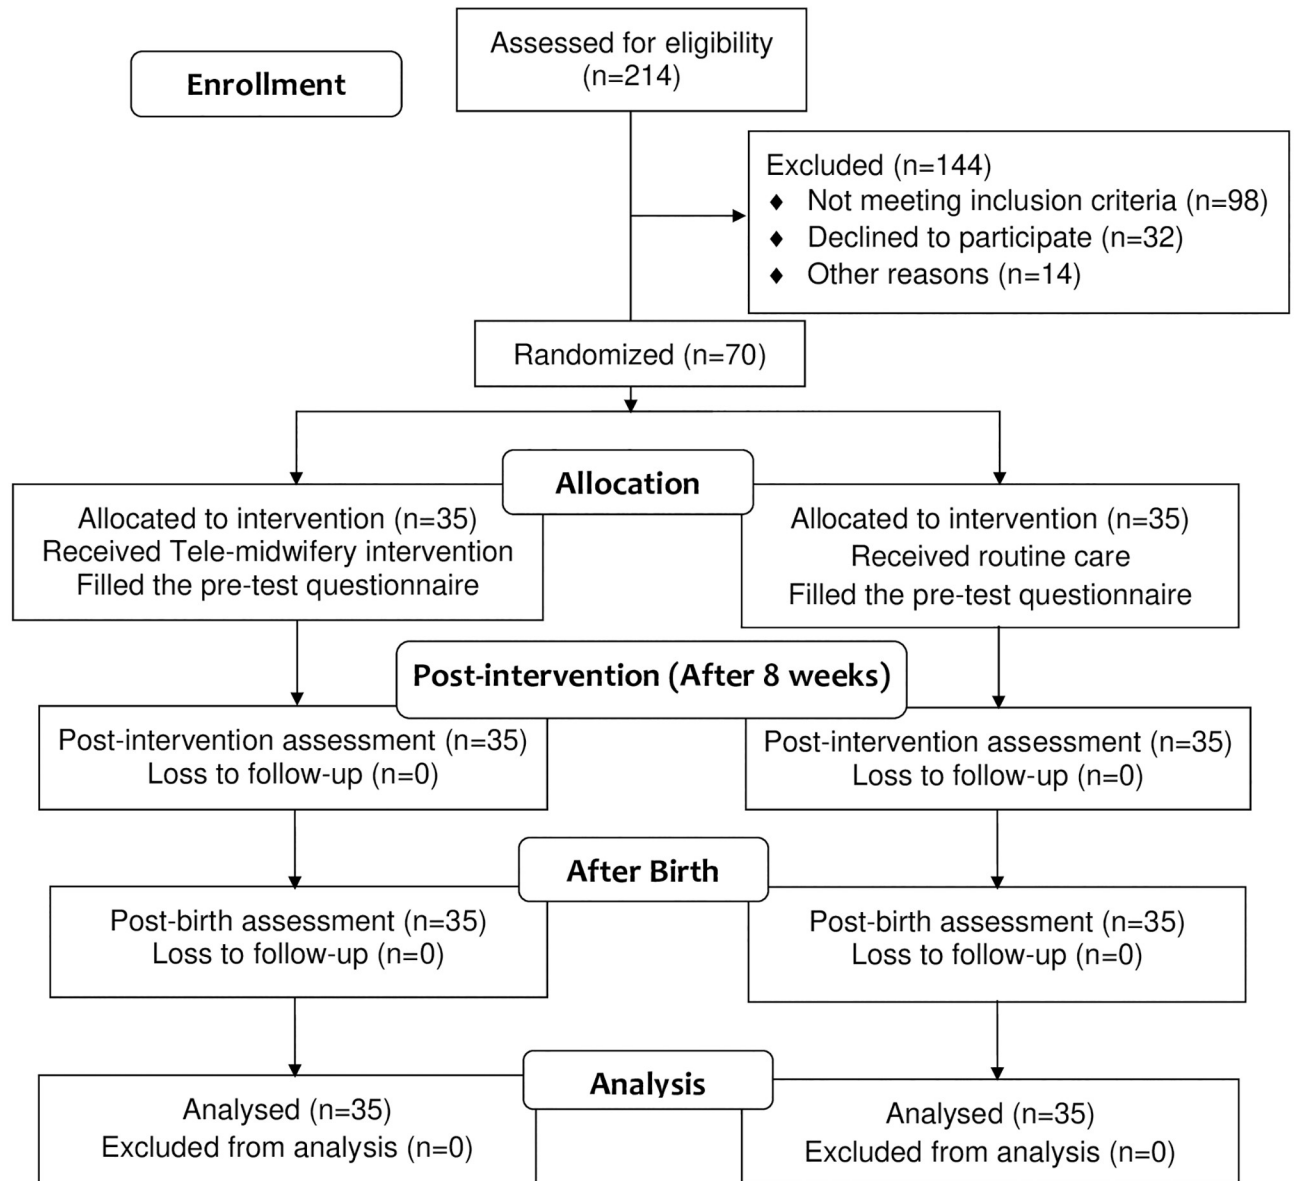 Assessed for eligibility
(n=214)
Enrollment
Excluded (n=144)
♦ Not meeting inclusion criteria (n=98)
♦ Declined to participate (n=32)
♦ Other reasons (n=14)
Randomized (n=70)
Allocation
Allocated to intervention (n=35)
Received Tele-midwifery intervention
Filled the pre-test questionnaire
Allocated to intervention (n=35)
Received routine care
Filled the pre-test questionnaire
Post-intervention (After 8 weeks)
Post-intervention assessment (n=35)
Loss to follow-up (n=0)
Post-intervention assessment (n=35)
Loss to follow-up (n=0)
After Birth
Post-birth assessment (n=35)
Loss to follow-up (n=0)
Post-birth assessment (n=35)
Loss to follow-up (n=0)
Analysis
Analysed (n=35)
Excluded from analysis (n=0)
Analysed (n=35)
Excluded from analysis (n=0)